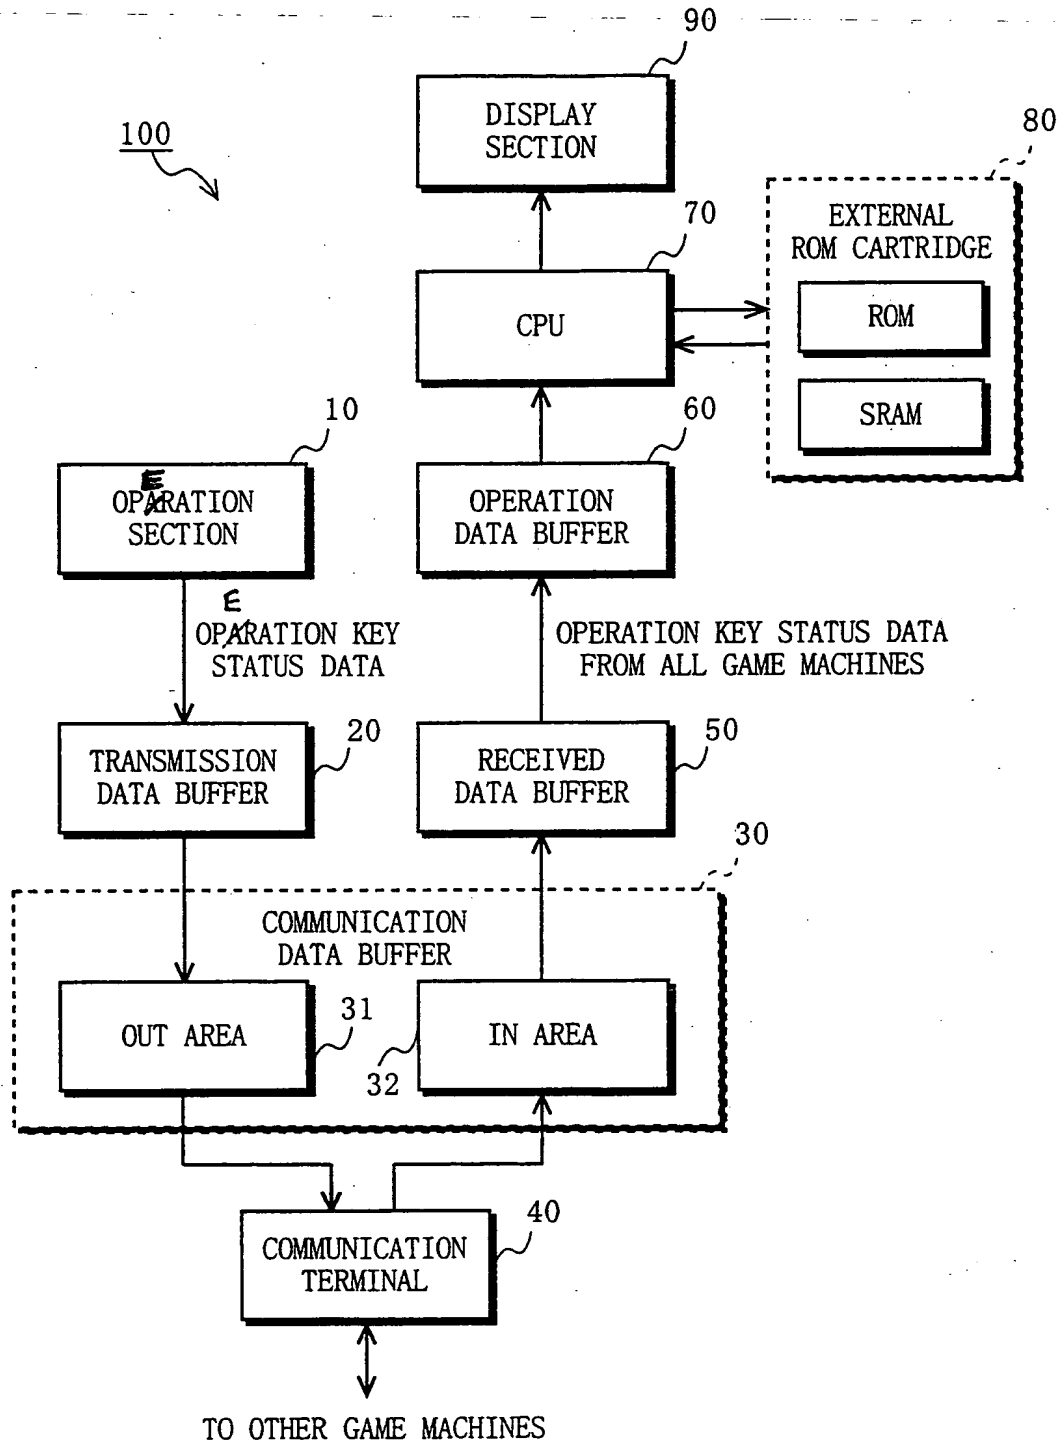 90
DISPLAY
SECTION
100
80
EXTERNAL
ROM CARTRIDGE
ROM
SRAM
70
CPU
10
E
OPARATION
SECTION
60
OPERATION
DATA BUFFER
E
OPARATION KEY
STATUS DATA
OPERATION KEY STATUS DATA
FROM ALL GAME MACHINES
20
TRANSMISSION
DATA BUFFER
50
RECEIVED
DATA BUFFER
30
COMMUNICATION
DATA BUFFER
OUT AREA
31
32
IN AREA
40
COMMUNICATION
TERMINAL
TO OTHER GAME MACHINES